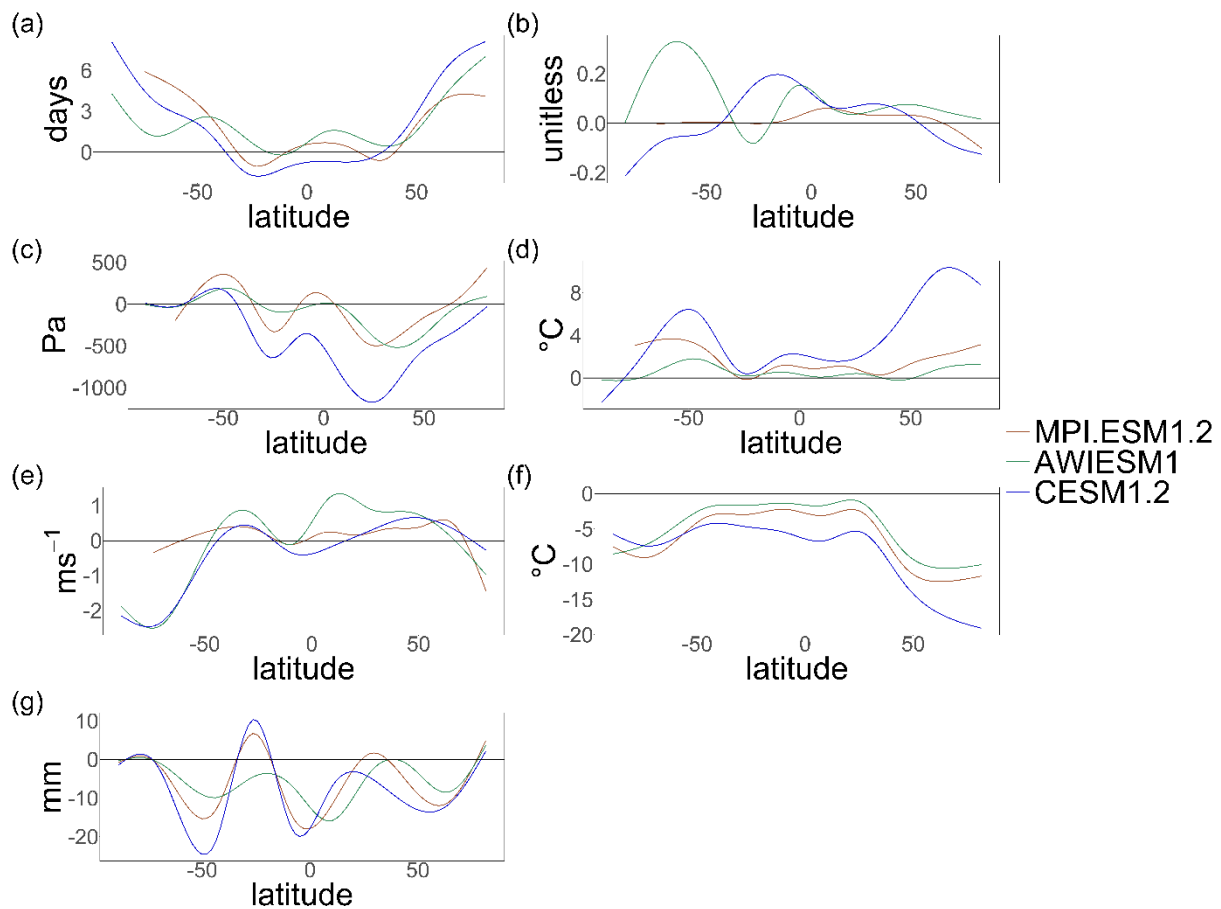 (a)
days
6
3
0
-50
0
50
latitude
(b)
unitless
0.2
0.0
-0.2
-50
0
50
latitude
(c)
Pa
500
0
-500
-1000
-50
0
50
latitude
(d)
°C
8
4
0
-50
0
50
latitude
MPI.ESM1.2
AWIESM1
CESM1.2
(e)
ms⁻¹
1
0
-1
-2
-50
0
50
latitude
(f)
°C
0
-5
-10
-15
-20
-50
0
50
latitude
(g)
mm
10
0
-10
-20
-50
0
50
latitude